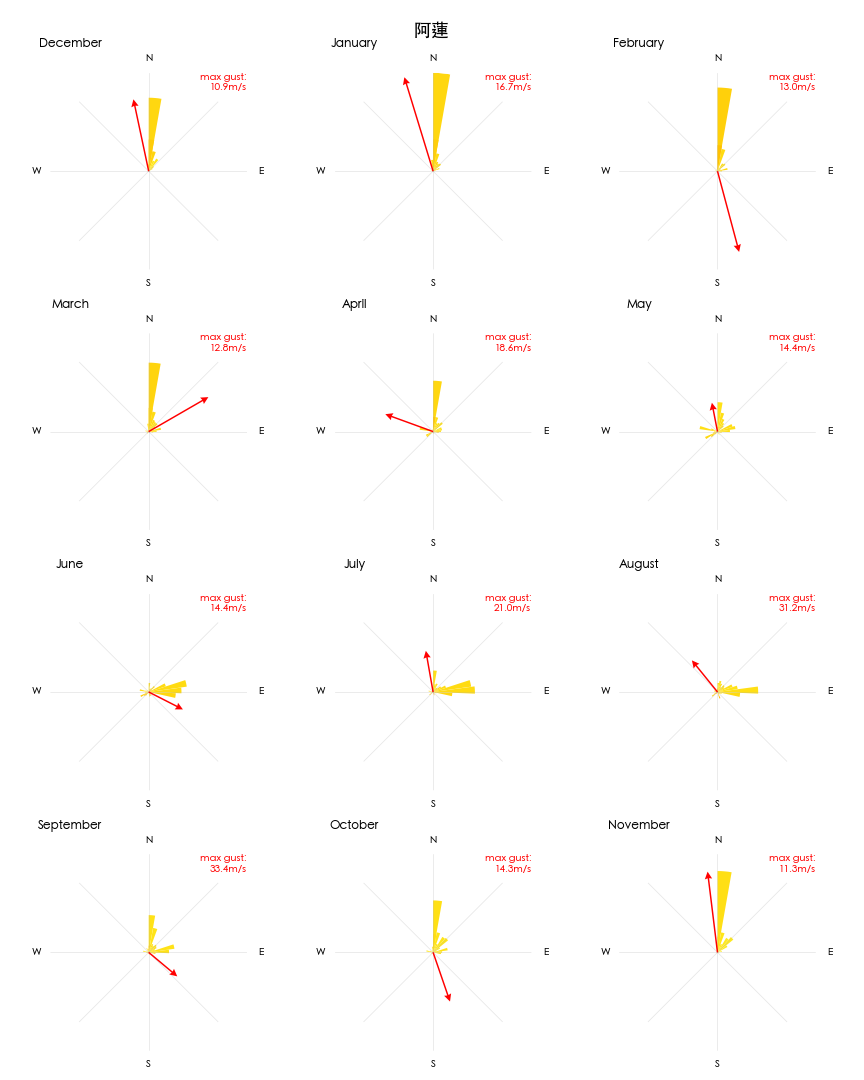 阿蓮
December
N
max gust:
10.9m/s
W
E
S
January
N
max gust:
16.7m/s
W
E
S
February
N
max gust:
13.0m/s
W
E
S
March
N
max gust:
12.8m/s
W
E
S
April
N
max gust:
18.6m/s
W
E
S
May
N
max gust:
14.4m/s
W
E
S
June
N
max gust:
14.4m/s
W
E
S
July
N
max gust:
21.0m/s
W
E
S
August
N
max gust:
31.2m/s
W
E
S
September
N
max gust:
33.4m/s
W
E
S
October
N
max gust:
14.3m/s
W
E
S
November
N
max gust:
11.3m/s
W
E
S